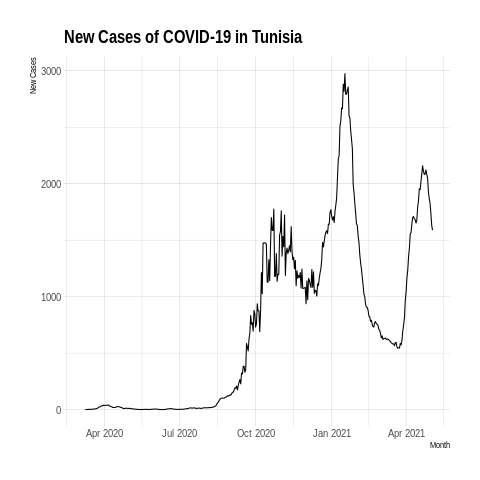 New Cases of COVID-19 in Tunisia
New Cases
3000
2000
1000
0
Apr 2020 Jul 2020 Oct 2020 Jan 2021 Apr 2021
Month